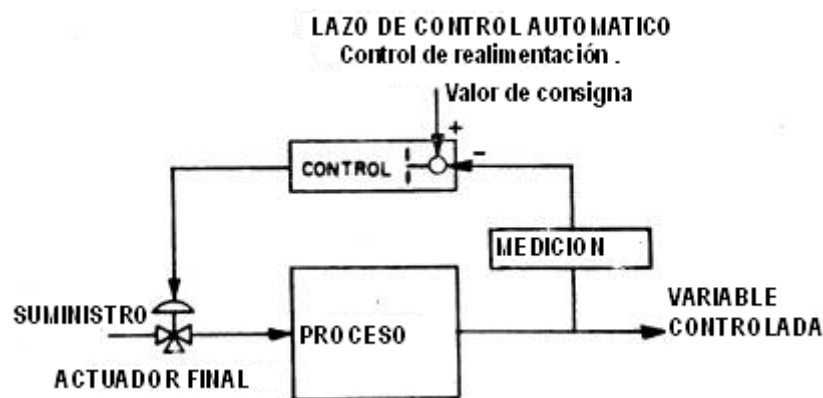 LAZO DE CONTROL AUTOMATICO
Control de realimentación .
Valor de consigna
+
-
CONTROL
MEDICION
SUMINISTRO
PROCESO
VARIABLE
CONTROLADA
ACTUADOR FINAL